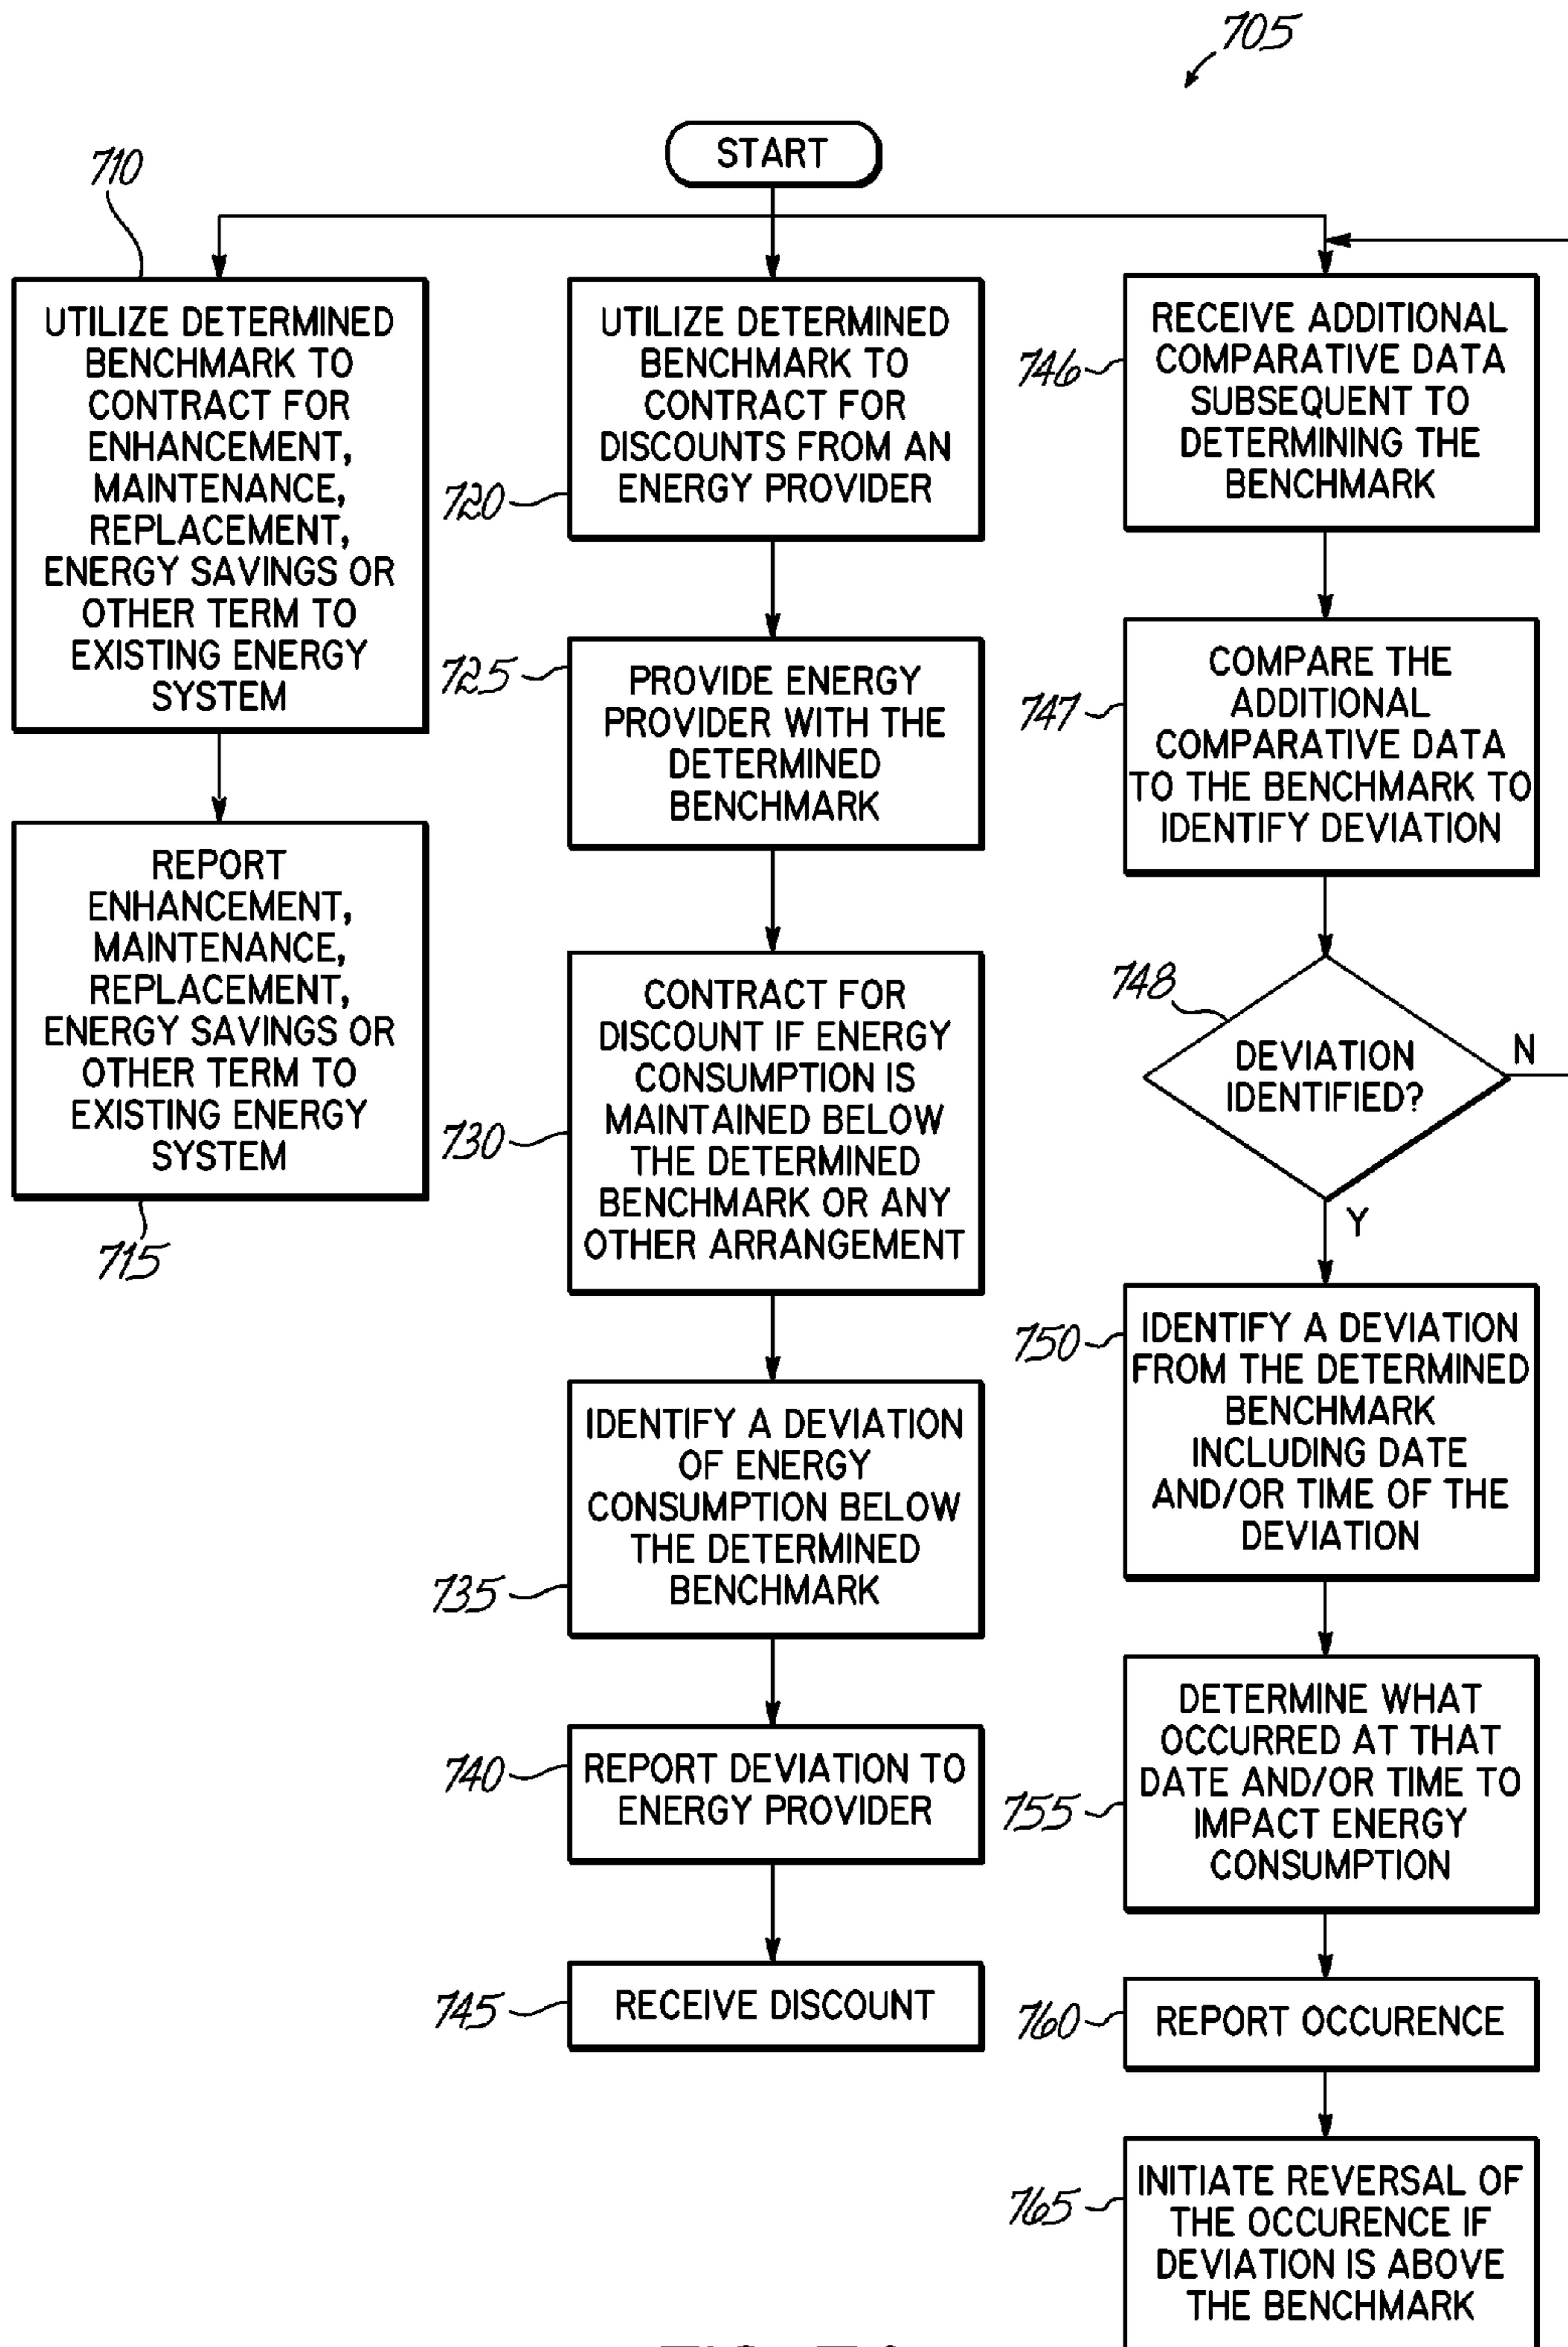 705
START
710
UTILIZE DETERMINED
BENCHMARK TO
CONTRACT FOR
ENHANCEMENT,
MAINTENANCE,
REPLACEMENT,
ENERGY SAVINGS OR
OTHER TERM TO
EXISTING ENERGY
SYSTEM
REPORT
ENHANCEMENT,
MAINTENANCE,
REPLACEMENT,
ENERGY SAVINGS OR
OTHER TERM TO
EXISTING ENERGY
SYSTEM
715
UTILIZE DETERMINED
BENCHMARK TO
CONTRACT FOR
DISCOUNTS FROM AN
ENERGY PROVIDER
720
725
PROVIDE ENERGY
PROVIDER WITH THE
DETERMINED
BENCHMARK
CONTRACT FOR
DISCOUNT IF ENERGY
CONSUMPTION IS
MAINTAINED BELOW
THE DETERMINED
BENCHMARK OR ANY
OTHER ARRANGEMENT
730
IDENTIFY A DEVIATION
OF ENERGY
CONSUMPTION BELOW
THE DETERMINED
BENCHMARK
735
740
REPORT DEVIATION TO
ENERGY PROVIDER
745
RECEIVE DISCOUNT
746
RECEIVE ADDITIONAL
COMPARATIVE DATA
SUBSEQUENT TO
DETERMINING THE
BENCHMARK
747
COMPARE THE
ADDITIONAL
COMPARATIVE DATA
TO THE BENCHMARK TO
IDENTIFY DEVIATION
748
DEVIATION
IDENTIFIED?
N
Y
750
IDENTIFY A DEVIATION
FROM THE DETERMINED
BENCHMARK
INCLUDING DATE
AND/OR TIME OF THE
DEVIATION
755
DETERMINE WHAT
OCCURRED AT THAT
DATE AND/OR TIME TO
IMPACT ENERGY
CONSUMPTION
760
REPORT OCCURENCE
765
INITIATE REVERSAL OF
THE OCCURENCE IF
DEVIATION IS ABOVE
THE BENCHMARK